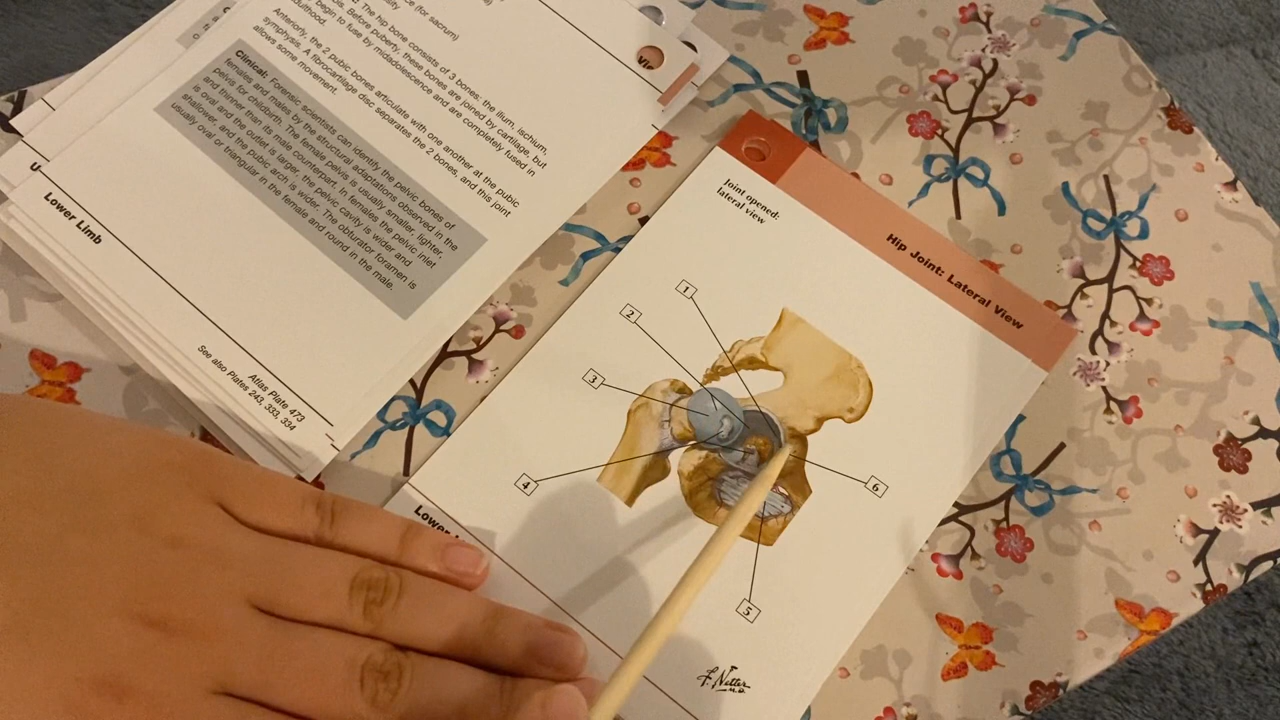 ce (for sacrum)
The hip bone consists of 3 bones: the ilium, ischium,
Before puberty, these bones are joined by cartilage, but
begin to fuse by midadolescence and are completely fused in
Anteriorly, the 2 pubic bones articulate with one another at the pubic
symphysis. A fibrocartilage disc separates the 2 bones, and this joint
allows some movement.
Clinical: Forensic scientists can identify the pelvic bones of
females and males by the structural adaptations observed in the
pelvis for childbirth. The female pelvis is usually smaller, lighter,
and thinner than its male counterpart. In females the pelvic inlet
is oval and the outlet is larger, the pelvic cavity is wider and
shallower, and the pubic arch is wider. The obturator foramen is
usually oval or triangular in the female and round in the male.
Lower Limb
Atlas Plate 473
See also Plates 243, 333, 334
Joint opened:
lateral view
Hip Joint: Lateral View
1
2
3
4
5
6
Lower
F. Netter
M.D.